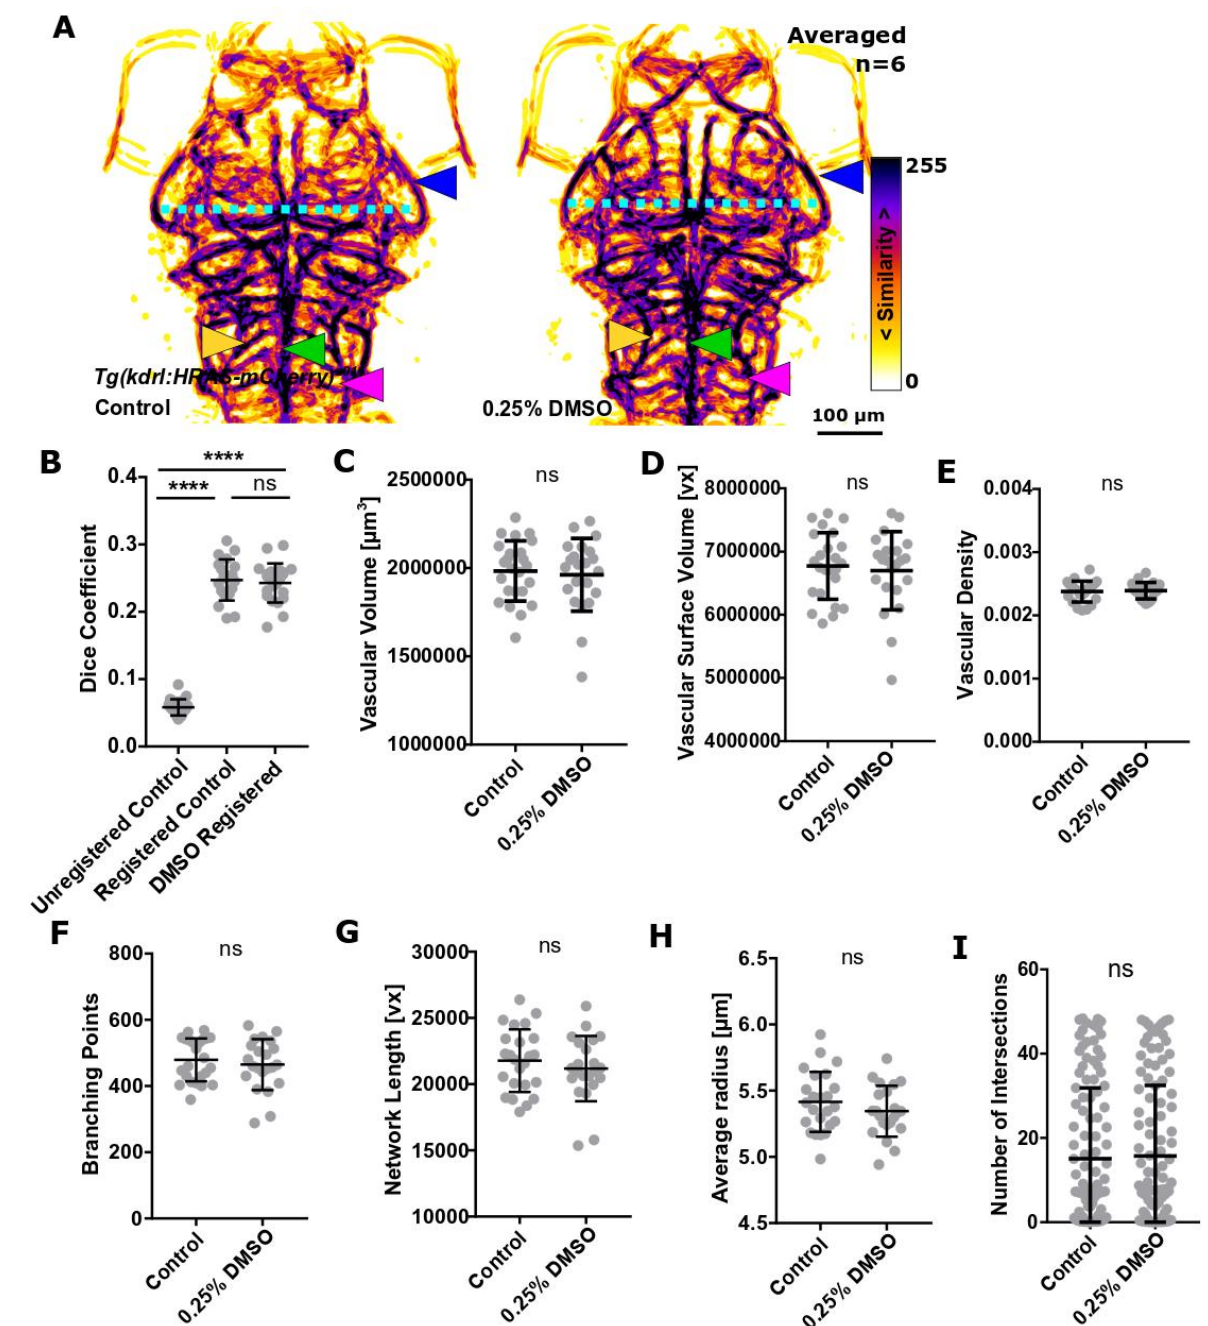 A
Averaged
n=6
255
< Similarity >
0
Tg(kdrl:HRAS-mCherry)
Control
0.25% DMSO
100 µm
B
Dice Coefficient
0.4
0.3
0.2
0.1
0.0
****
****
ns
Unregistered Control
Registered Control
DMSO Registered
C
Vascular Volume [µm³]
2500000
2000000
1500000
1000000
ns
Control
0.25% DMSO
D
Vascular Surface Volume [vx]
8000000
7000000
6000000
5000000
4000000
ns
Control
0.25% DMSO
E
Vascular Density
0.004
0.003
0.002
0.001
0.000
ns
Control
0.25% DMSO
F
Branching Points
800
600
400
200
0
ns
Control
0.25% DMSO
G
Network Length [vx]
30000
25000
20000
15000
10000
ns
Control
0.25% DMSO
H
Average radius [µm]
6.5
6.0
5.5
5.0
4.5
ns
Control
0.25% DMSO
I
Number of Intersections
60
40
20
0
ns
Control
0.25% DMSO